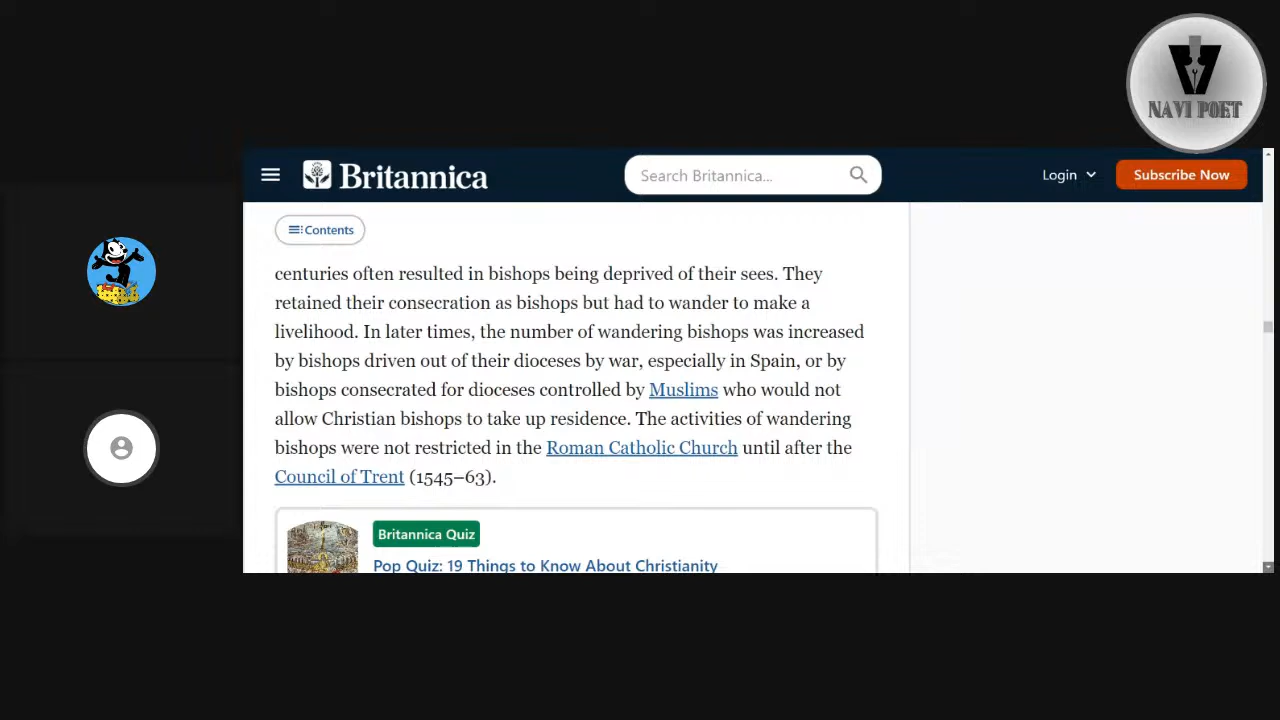 NAVI POET
Britannica
Search Britannica...
Login
Subscribe Now
Contents
centuries often resulted in bishops being deprived of their sees. They
retained their consecration as bishops but had to wander to make a
livelihood. In later times, the number of wandering bishops was increased
by bishops driven out of their dioceses by war, especially in Spain, or by
bishops consecrated for dioceses controlled by Muslims who would not
allow Christian bishops to take up residence. The activities of wandering
bishops were not restricted in the Roman Catholic Church until after the
Council of Trent (1545–63).
Britannica Quiz
Pop Quiz: 19 Things to Know About Christianity